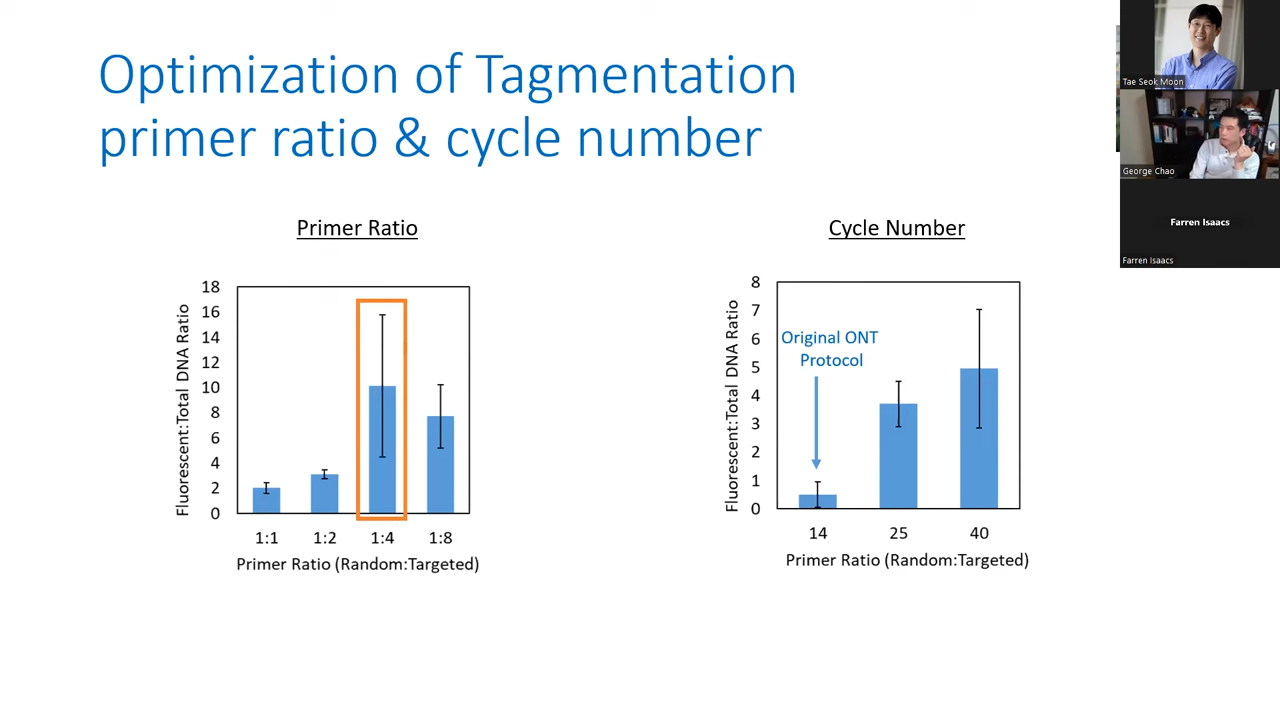 Optimization of Tagmentation
primer ratio & cycle number
Tae Seok Moon
George Chao
Farren Isaacs
Farren Isaacs
Primer Ratio
Fluorescent:Total DNA Ratio
18
16
14
12
10
8
6
4
2
0
1:1 1:2 1:4 1:8
Primer Ratio (Random:Targeted)
Cycle Number
Fluorescent:Total DNA Ratio
8
7
6
5
4
3
2
1
0
Original ONT
Protocol
14 25 40
Primer Ratio (Random:Targeted)